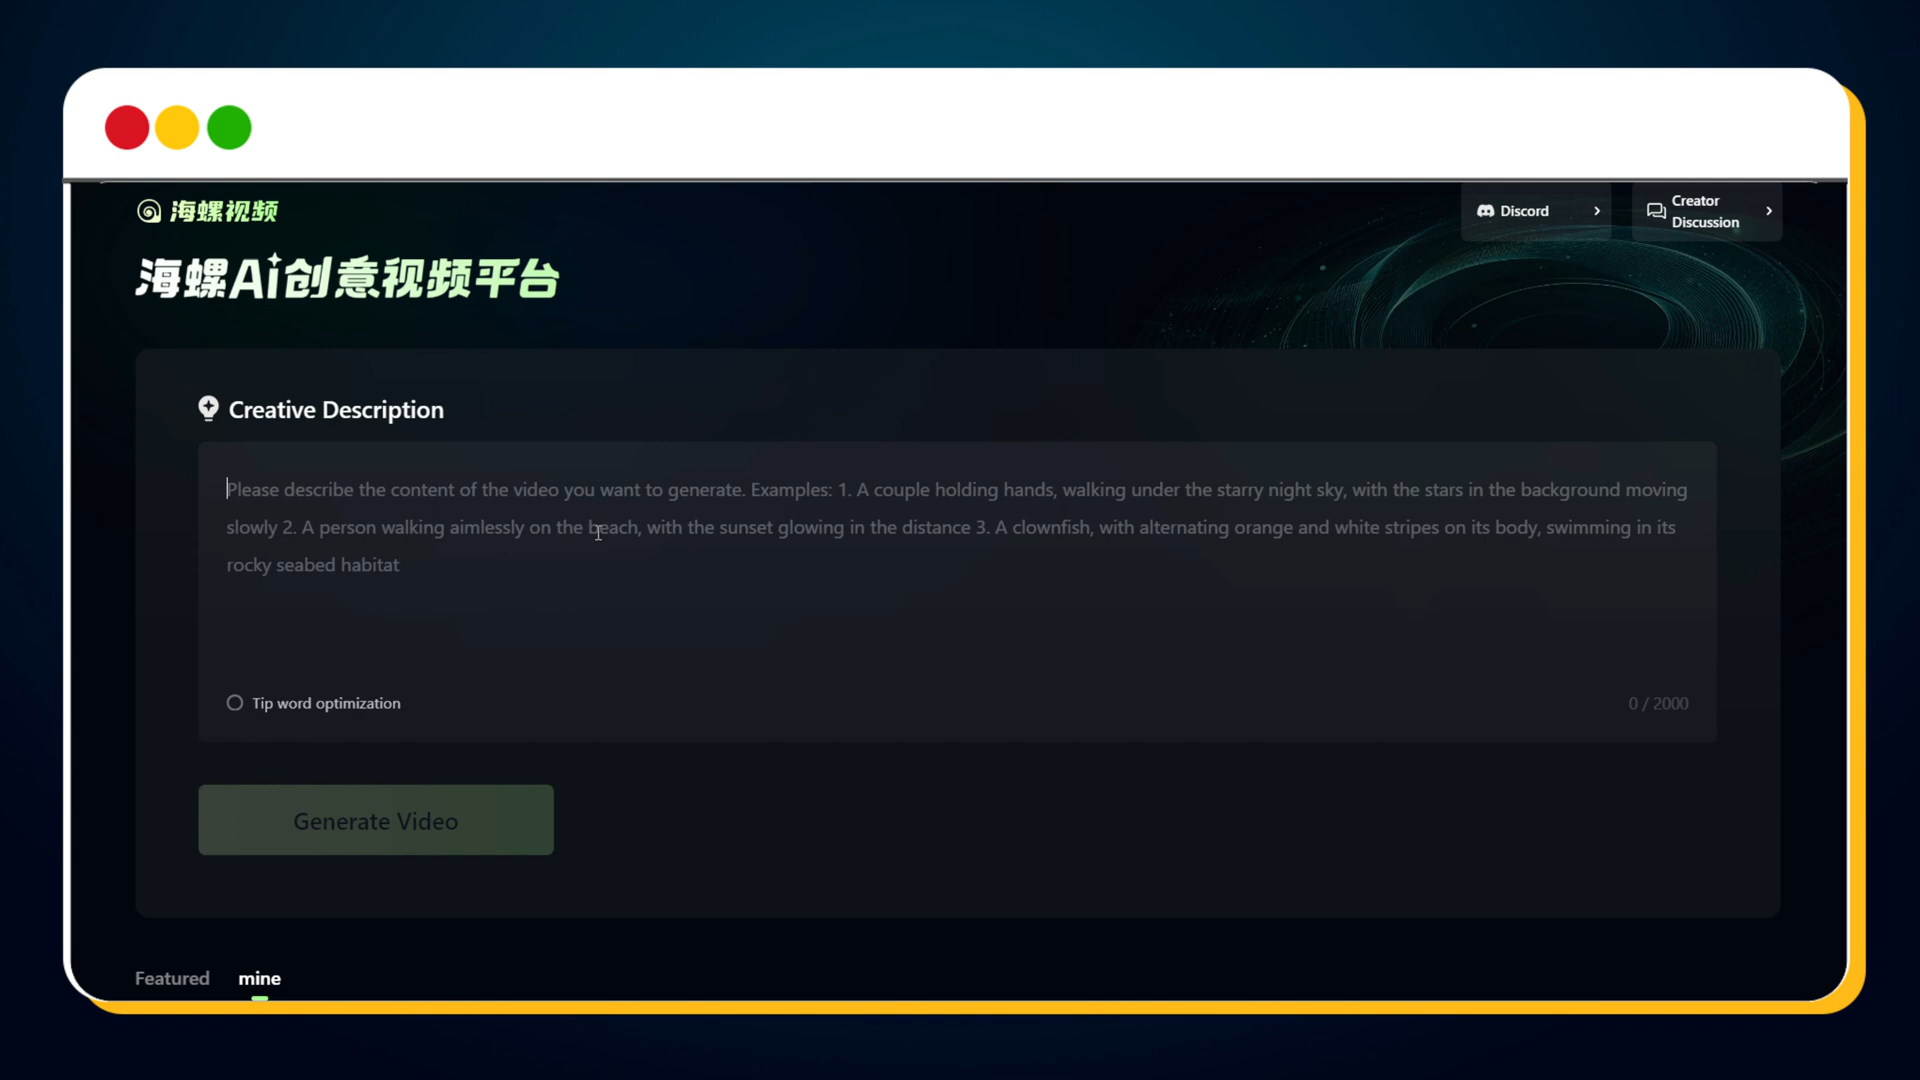 海螺视频
Discord
Creator
Discussion
海螺Ai创意视频平台
Creative Description
Please describe the content of the video you want to generate. Examples: 1. A couple holding hands, walking under the starry night sky, with the stars in the background moving
slowly 2. A person walking aimlessly on the beach, with the sunset glowing in the distance 3. A clownfish, with alternating orange and white stripes on its body, swimming in its
rocky seabed habitat
Tip word optimization
0 / 2000
Generate Video
Featured
mine